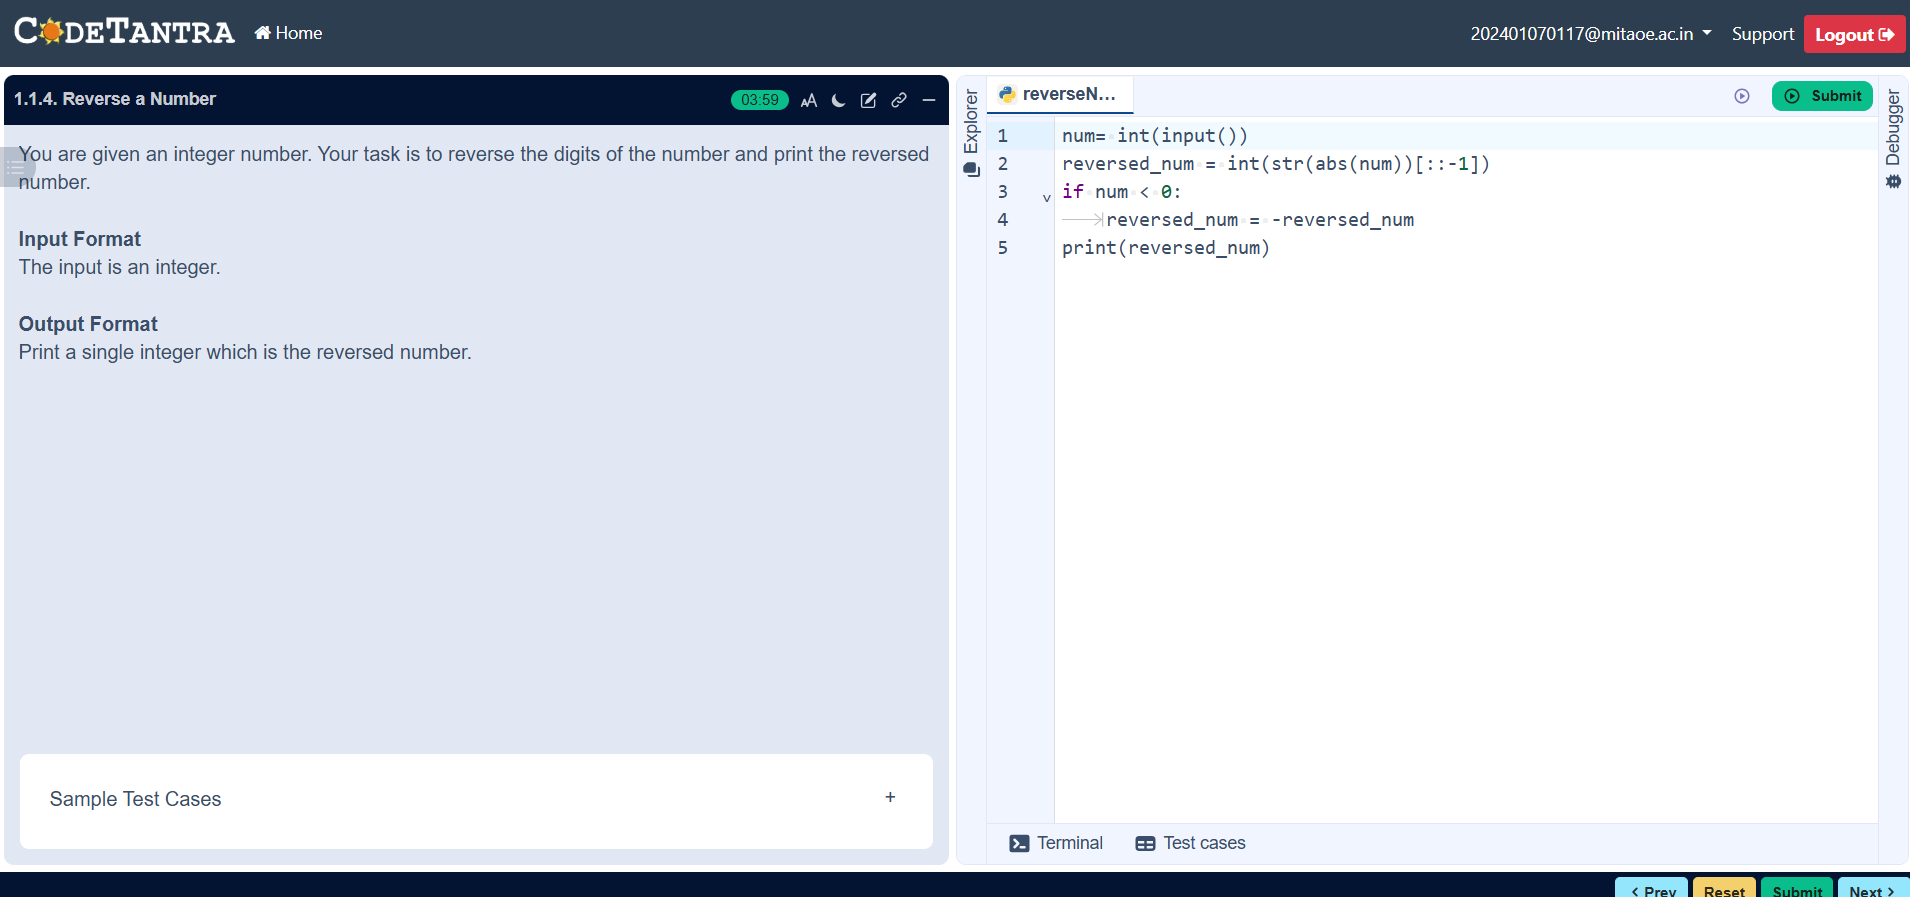 CODETANTRA
Home
202401070117@mitaoe.ac.in
Support
Logout
1.1.4. Reverse a Number
03:59
AA
You are given an integer number. Your task is to reverse the digits of the number and print the reversed
number.
Input Format
The input is an integer.
Output Format
Print a single integer which is the reversed number.
Sample Test Cases
+
Explorer
reverseN...
Submit
Debugger
1 num= int(input())
2 reversed_num = int(str(abs(num))[::-1])
3 if num < 0:
4 reversed_num = -reversed_num
5 print(reversed_num)
Terminal
Test cases
< Prev
Reset
Submit
Next >